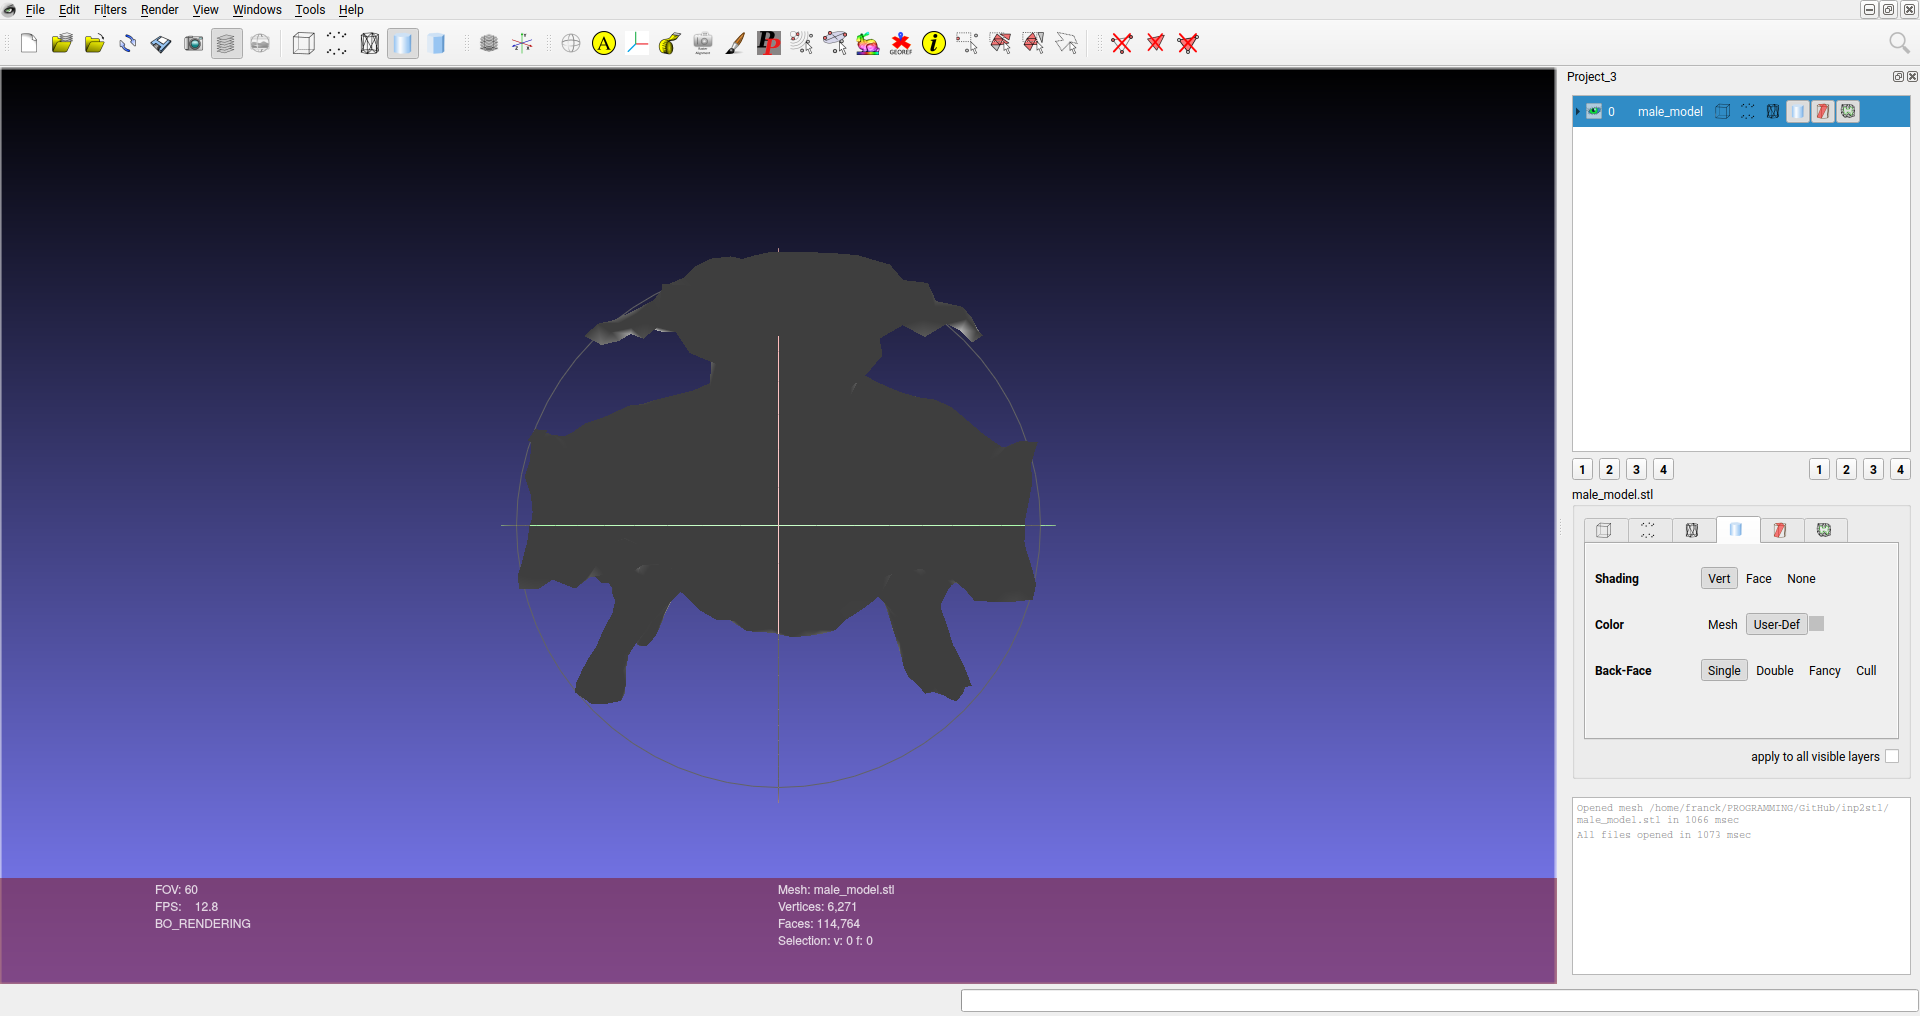 File Edit Filters Render View Windows Tools Help
A
PP
GEOREF
i
Project_3
0 male_model
1 2 3 4 1 2 3 4
male_model.stl
Shading Vert Face None
Color Mesh User-Def
Back-Face Single Double Fancy Cull
apply to all visible layers
Opened mesh /home/franck/PROGRAMMING/GitHub/inp2stl/
male_model.stl in 1066 msec
All files opened in 1073 msec
FOV: 60
FPS: 12.8
BO_RENDERING
Mesh: male_model.stl
Vertices: 6,271
Faces: 114,764
Selection: v: 0 f: 0